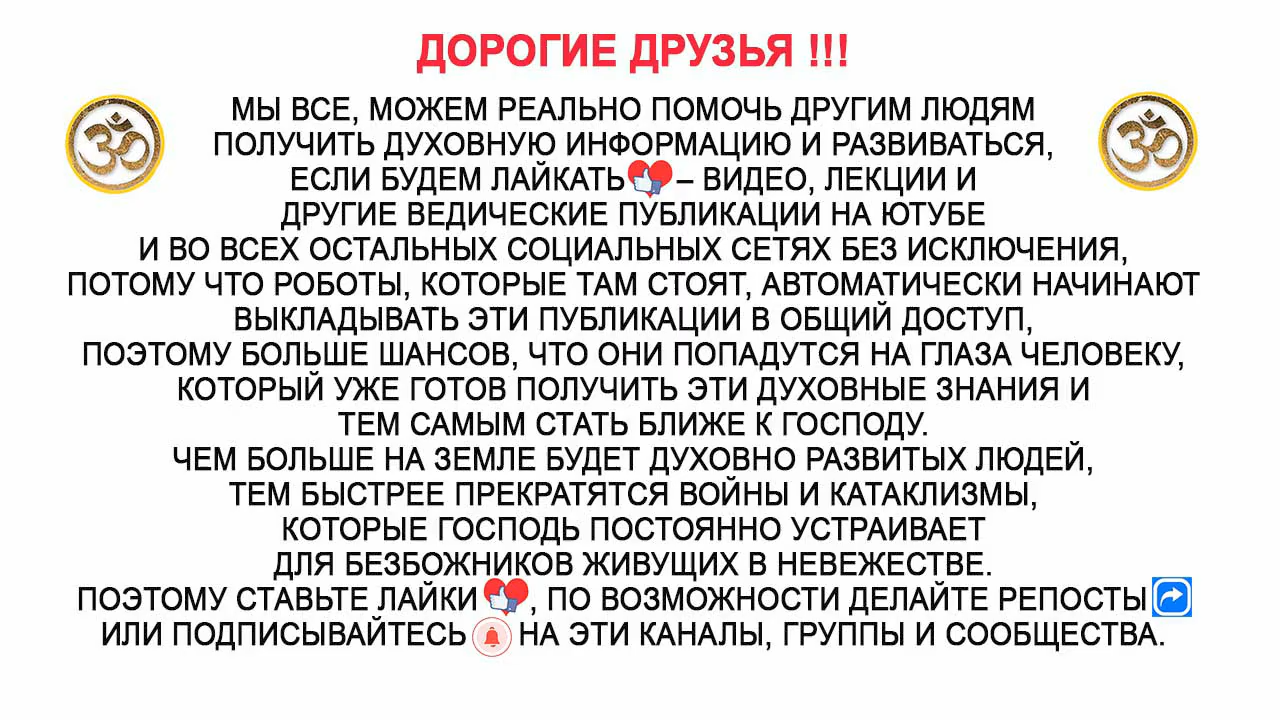 ДОРОГИЕ ДРУЗЬЯ !!!
МЫ ВСЕ, МОЖЕМ РЕАЛЬНО ПОМОЧЬ ДРУГИМ ЛЮДЯМ
ПОЛУЧИТЬ ДУХОВНУЮ ИНФОРМАЦИЮ И РАЗВИВАТЬСЯ,
ЕСЛИ БУДЕМ ЛАЙКАТЬ – ВИДЕО, ЛЕКЦИИ И
ДРУГИЕ ВЕДИЧЕСКИЕ ПУБЛИКАЦИИ НА ЮТУБЕ
И ВО ВСЕХ ОСТАЛЬНЫХ СОЦИАЛЬНЫХ СЕТЯХ БЕЗ ИСКЛЮЧЕНИЯ,
ПОТОМУ ЧТО РОБОТЫ, КОТОРЫЕ ТАМ СТОЯТ, АВТОМАТИЧЕСКИ НАЧИНАЮТ
ВЫКЛАДЫВАТЬ ЭТИ ПУБЛИКАЦИИ В ОБЩИЙ ДОСТУП,
ПОЭТОМУ БОЛЬШЕ ШАНСОВ, ЧТО ОНИ ПОПАДУТСЯ НА ГЛАЗА ЧЕЛОВЕКУ,
КОТОРЫЙ УЖЕ ГОТОВ ПОЛУЧИТЬ ЭТИ ДУХОВНЫЕ ЗНАНИЯ И
ТЕМ САМЫМ СТАТЬ БЛИЖЕ К ГОСПОДУ.
ЧЕМ БОЛЬШЕ НА ЗЕМЛЕ БУДЕТ ДУХОВНО РАЗВИТЫХ ЛЮДЕЙ,
ТЕМ БЫСТРЕЕ ПРЕКРАТЯТСЯ ВОЙНЫ И КАТАКЛИЗМЫ,
КОТОРЫЕ ГОСПОДЬ ПОСТОЯННО УСТРАИВАЕТ
ДЛЯ БЕЗБОЖНИКОВ ЖИВУЩИХ В НЕВЕЖЕСТВЕ.
ПОЭТОМУ СТАВЬТЕ ЛАЙКИ , ПО ВОЗМОЖНОСТИ ДЕЛАЙТЕ РЕПОСТЫ
ИЛИ ПОДПИСЫВАЙТЕСЬ НА ЭТИ КАНАЛЫ, ГРУППЫ И СООБЩЕСТВА.
ॐ
ॐ